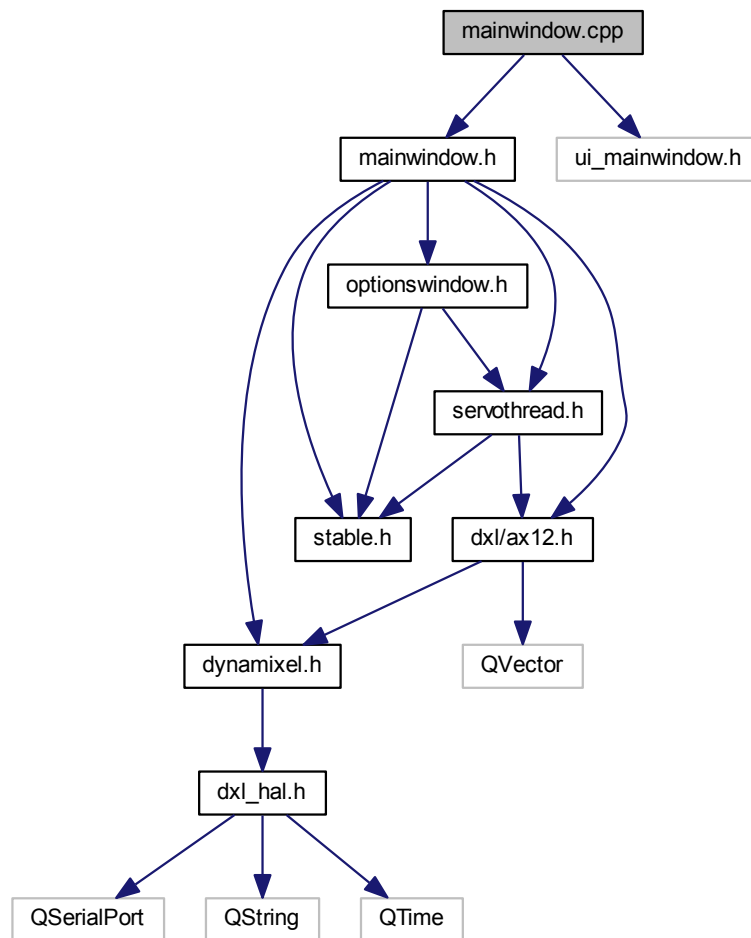 mainwindow.cpp
mainwindow.h
ui_mainwindow.h
optionswindow.h
servothread.h
stable.h
dxl/ax12.h
dynamixel.h
QVector
dxl_hal.h
QSerialPort
QString
QTime